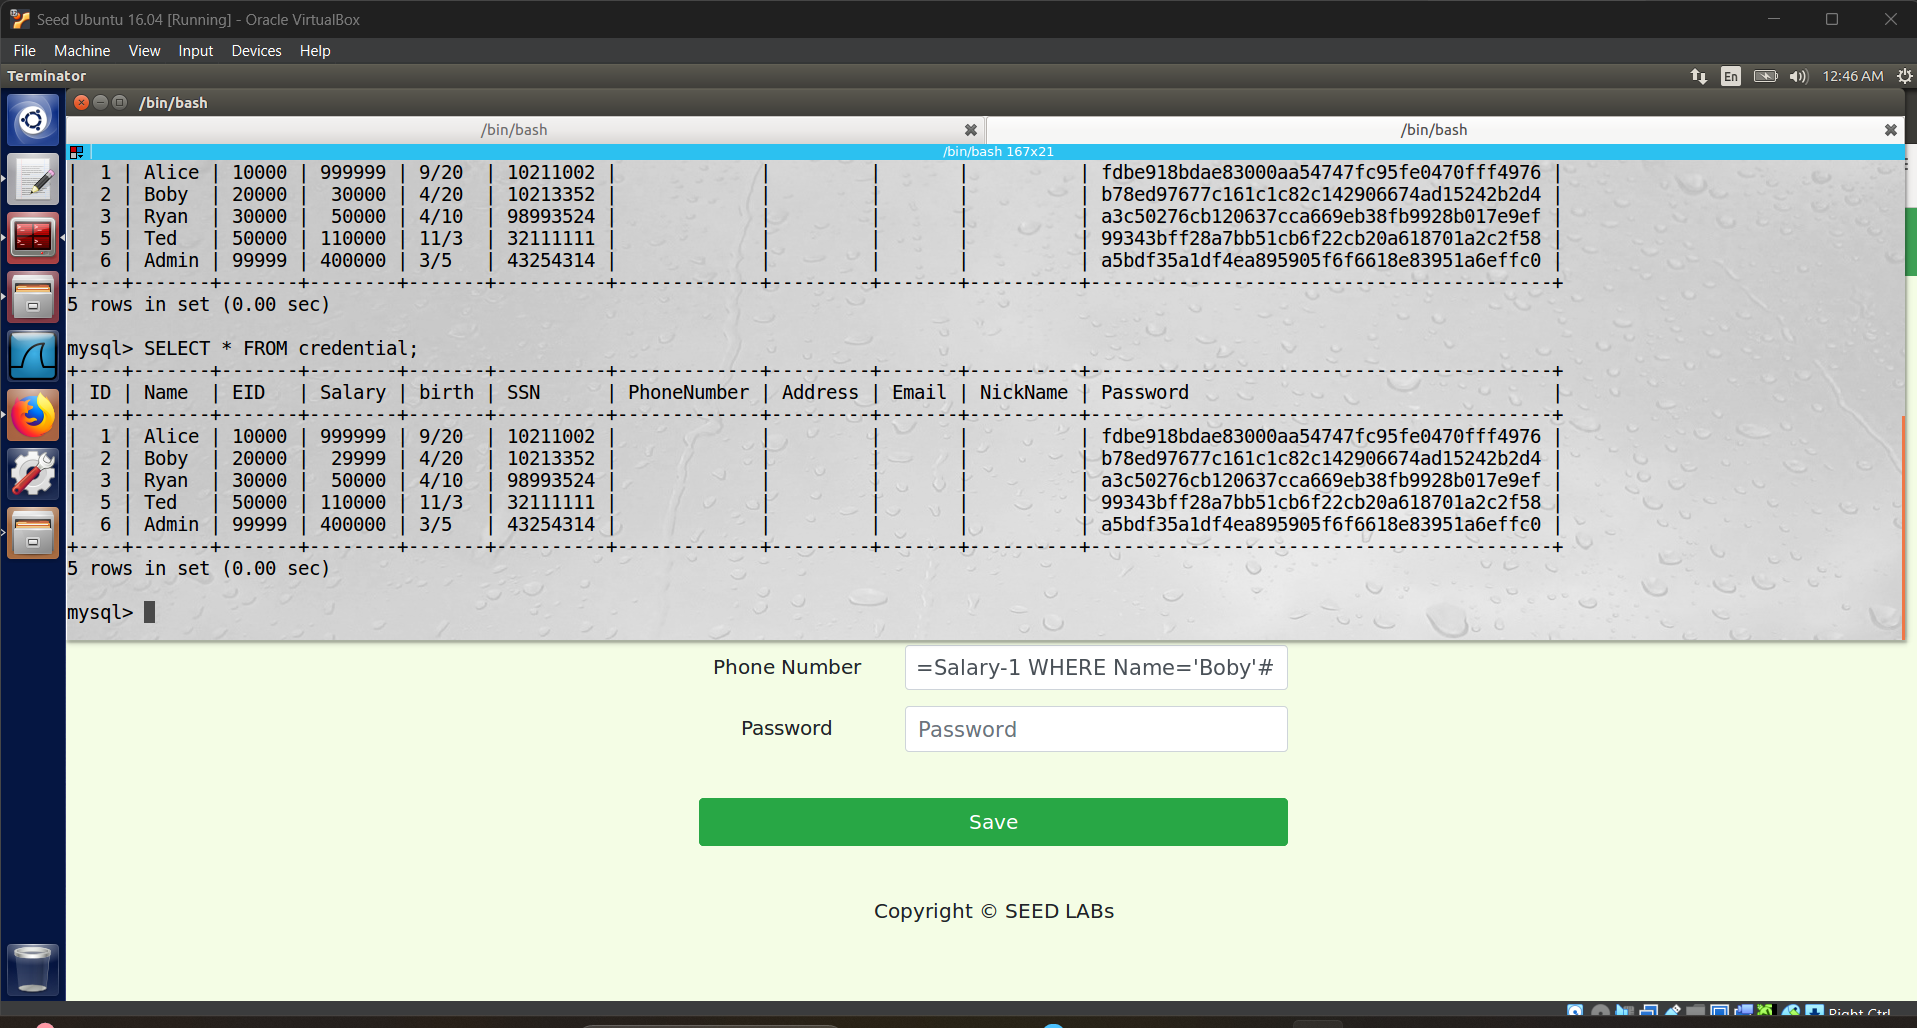 Seed Ubuntu 16.04 [Running] - Oracle VirtualBox
File Machine View Input Devices Help
Terminator En 12:46 AM
/bin/bash
/bin/bash /bin/bash
/bin/bash 167x21
| 1 | Alice | 10000 | 999999 | 9/20 | 10211002 | | | | | fdbe918bdae83000aa54747fc95fe0470fff4976 |
| 2 | Boby | 20000 | 30000 | 4/20 | 10213352 | | | | | b78ed97677c161c1c82c142906674ad15242b2d4 |
| 3 | Ryan | 30000 | 50000 | 4/10 | 98993524 | | | | | a3c50276cb120637cca669eb38fb9928b017e9ef |
| 5 | Ted | 50000 | 110000 | 11/3 | 32111111 | | | | | 99343bff28a7bb51cb6f22cb20a618701a2c2f58 |
| 6 | Admin | 99999 | 400000 | 3/5 | 43254314 | | | | | a5bdf35a1df4ea895905f6f6618e83951a6effc0 |
+----+-------+-------+--------+-------+----------+-------------+---------+-------+----------+------------------------------------------+
5 rows in set (0.00 sec)
mysql> SELECT * FROM credential;
+----+-------+-------+--------+-------+----------+-------------+---------+-------+----------+------------------------------------------+
| ID | Name | EID | Salary | birth | SSN | PhoneNumber | Address | Email | NickName | Password |
+----+-------+-------+--------+-------+----------+-------------+---------+-------+----------+------------------------------------------+
| 1 | Alice | 10000 | 999999 | 9/20 | 10211002 | | | | | fdbe918bdae83000aa54747fc95fe0470fff4976 |
| 2 | Boby | 20000 | 29999 | 4/20 | 10213352 | | | | | b78ed97677c161c1c82c142906674ad15242b2d4 |
| 3 | Ryan | 30000 | 50000 | 4/10 | 98993524 | | | | | a3c50276cb120637cca669eb38fb9928b017e9ef |
| 5 | Ted | 50000 | 110000 | 11/3 | 32111111 | | | | | 99343bff28a7bb51cb6f22cb20a618701a2c2f58 |
| 6 | Admin | 99999 | 400000 | 3/5 | 43254314 | | | | | a5bdf35a1df4ea895905f6f6618e83951a6effc0 |
+----+-------+-------+--------+-------+----------+-------------+---------+-------+----------+------------------------------------------+
5 rows in set (0.00 sec)
mysql>
Phone Number =Salary-1 WHERE Name='Boby'#
Password Password
Save
Copyright © SEED LABs
Right Ctrl